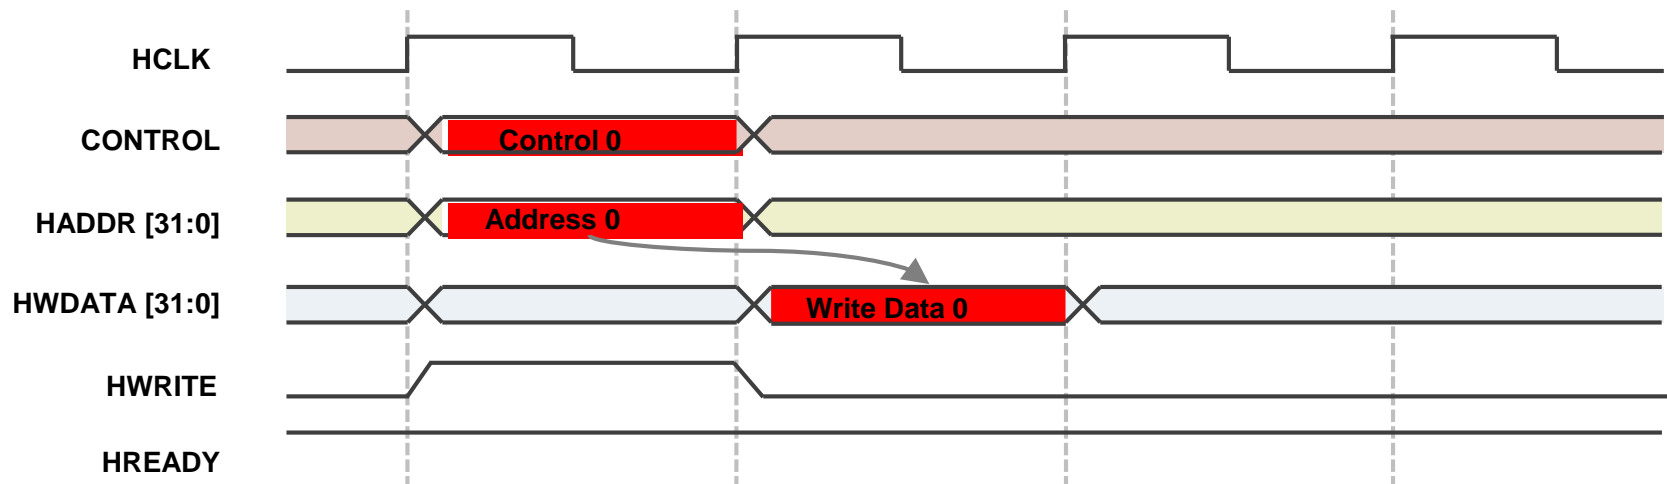 HCLK
CONTROL
Control 0
HADDR [31:0]
Address 0
HWDATA [31:0]
Write Data 0
HWRITE
HREADY